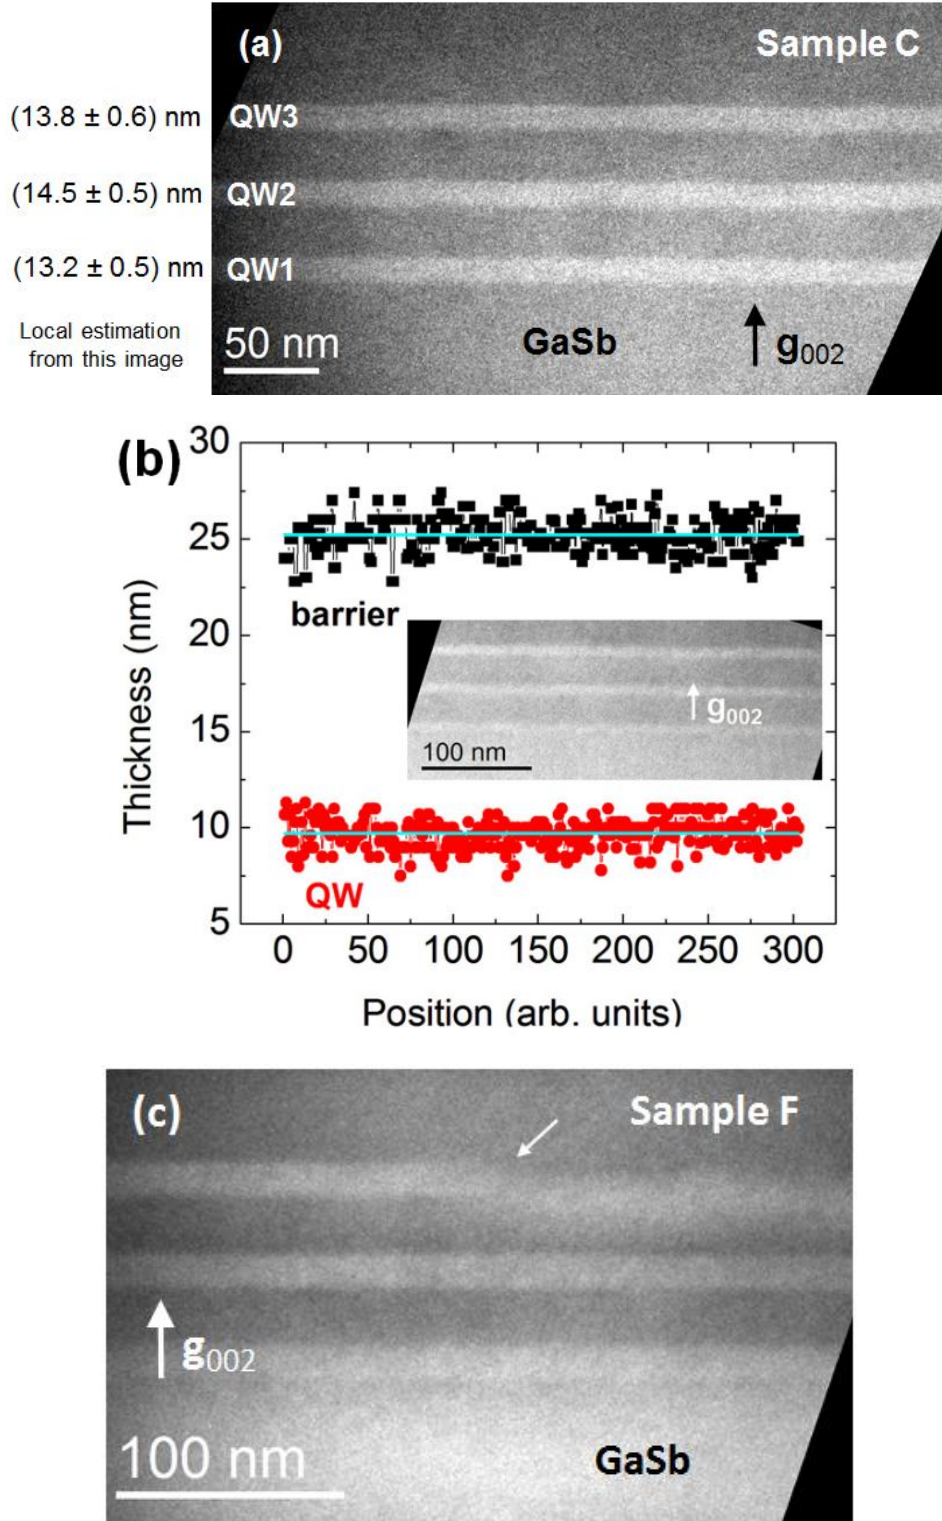 (a)
Sample C
(13.8 ± 0.6) nm
QW3
(14.5 ± 0.5) nm
QW2
(13.2 ± 0.5) nm
QW1
Local estimation
from this image
50 nm
GaSb
g002
(b)
30
25
20
15
10
5
barrier
g002
100 nm
QW
Thickness (nm)
0 50 100 150 200 250 300
Position (arb. units)
(c)
Sample F
g002
100 nm
GaSb